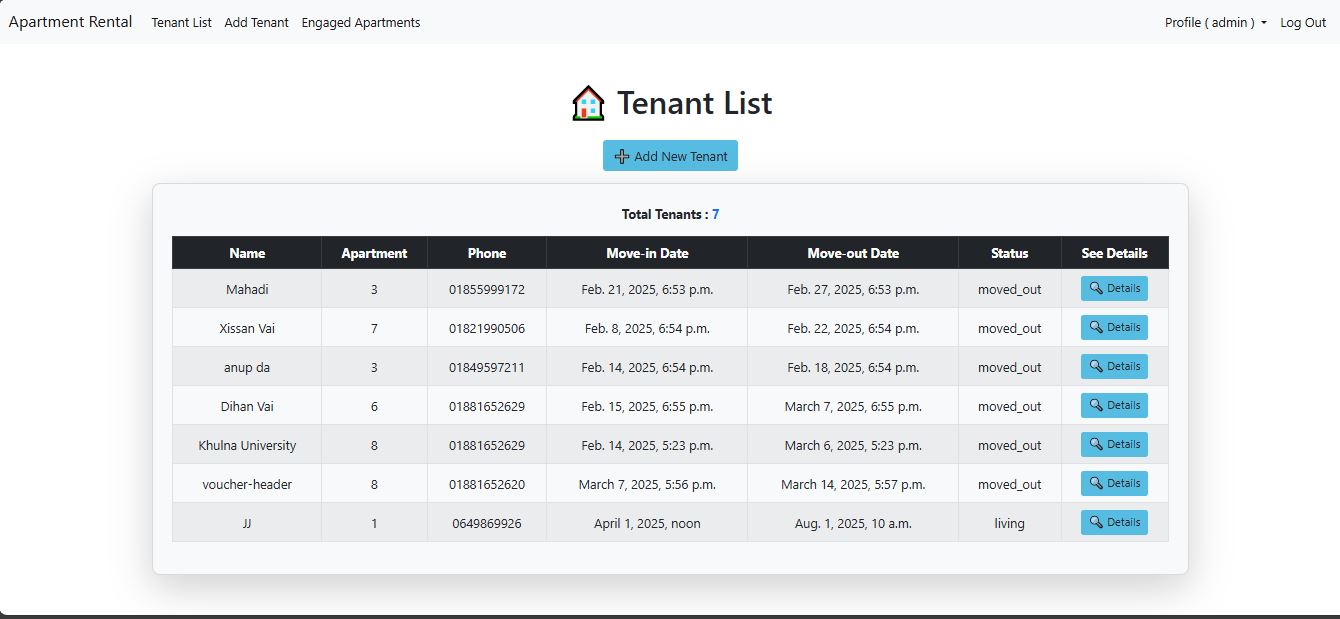 Apartment Rental Tenant List Add Tenant Engaged Apartments Profile ( admin ) Log Out
Tenant List
Add New Tenant
Total Tenants : 7
Name Apartment Phone Move-in Date Move-out Date Status See Details
Mahadi 3 01855999172 Feb. 21, 2025, 6:53 p.m. Feb. 27, 2025, 6:53 p.m. moved_out Details
Xissan Vai 7 01821990506 Feb. 8, 2025, 6:54 p.m. Feb. 22, 2025, 6:54 p.m. moved_out Details
anup da 3 01849597211 Feb. 14, 2025, 6:54 p.m. Feb. 18, 2025, 6:54 p.m. moved_out Details
Dihan Vai 6 01881652629 Feb. 15, 2025, 6:55 p.m. March 7, 2025, 6:55 p.m. moved_out Details
Khulna University 8 01881652629 Feb. 14, 2025, 5:23 p.m. March 6, 2025, 5:23 p.m. moved_out Details
voucher-header 8 01881652620 March 7, 2025, 5:56 p.m. March 14, 2025, 5:57 p.m. moved_out Details
JJ 1 0649869926 April 1, 2025, noon Aug. 1, 2025, 10 a.m. living Details